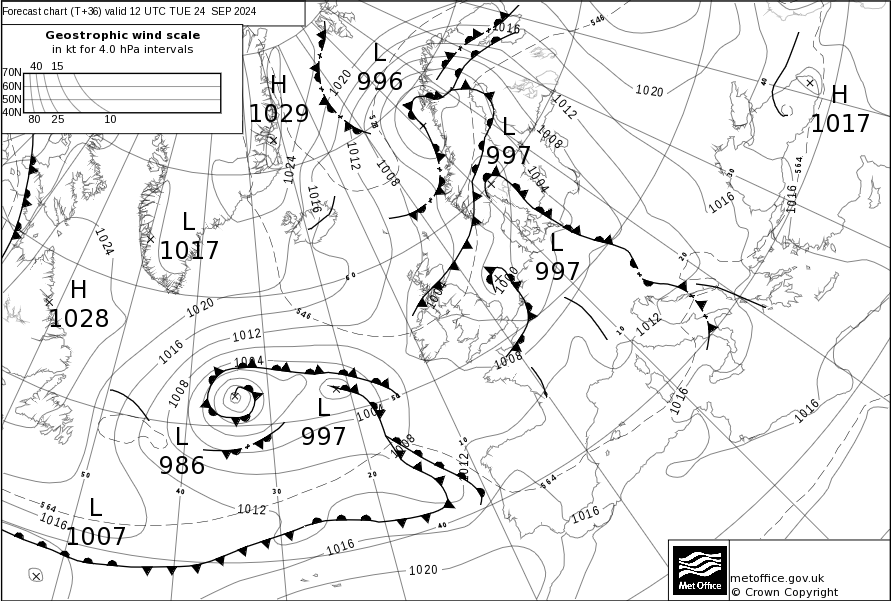 Forecast chart (T+36) valid 12 UTC TUE 24 SEP 2024
Geostrophic wind scale
in kt for 4.0 hPa intervals
40 15
70N
60N
50N
40N
80 25 10
L
996
H
1029
L
997
H
1017
L
1017
L
997
H
1028
L
997
L
986
L
1007
1016
546
1020
1020
40
1012
528
1008
1012
1024
1008
564
30
1004
1016
1016
1016
1024
20
60
1000
1020
546
1012
1012
10
1016
1004
1008
1008
1016
50
1004
1016
1008
10
1012
50
20
564
40
30
564
1012
1016
1016
40
1016
1020
Met Office
metoffice.gov.uk
© Crown Copyright